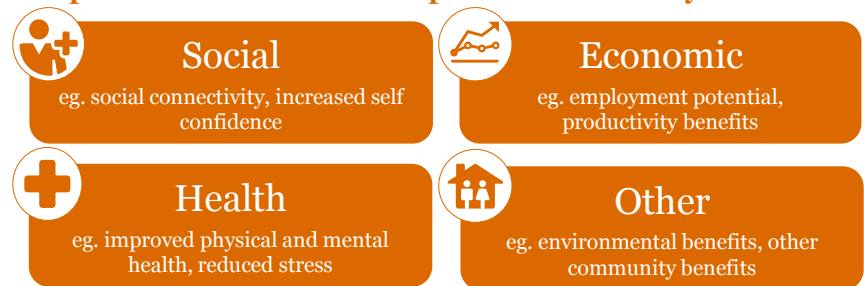 Social
eg. social connectivity, increased self
confidence
Economic
eg. employment potential,
productivity benefits
Health
eg. improved physical and mental
health, reduced stress
Other
eg. environmental benefits, other
community benefits